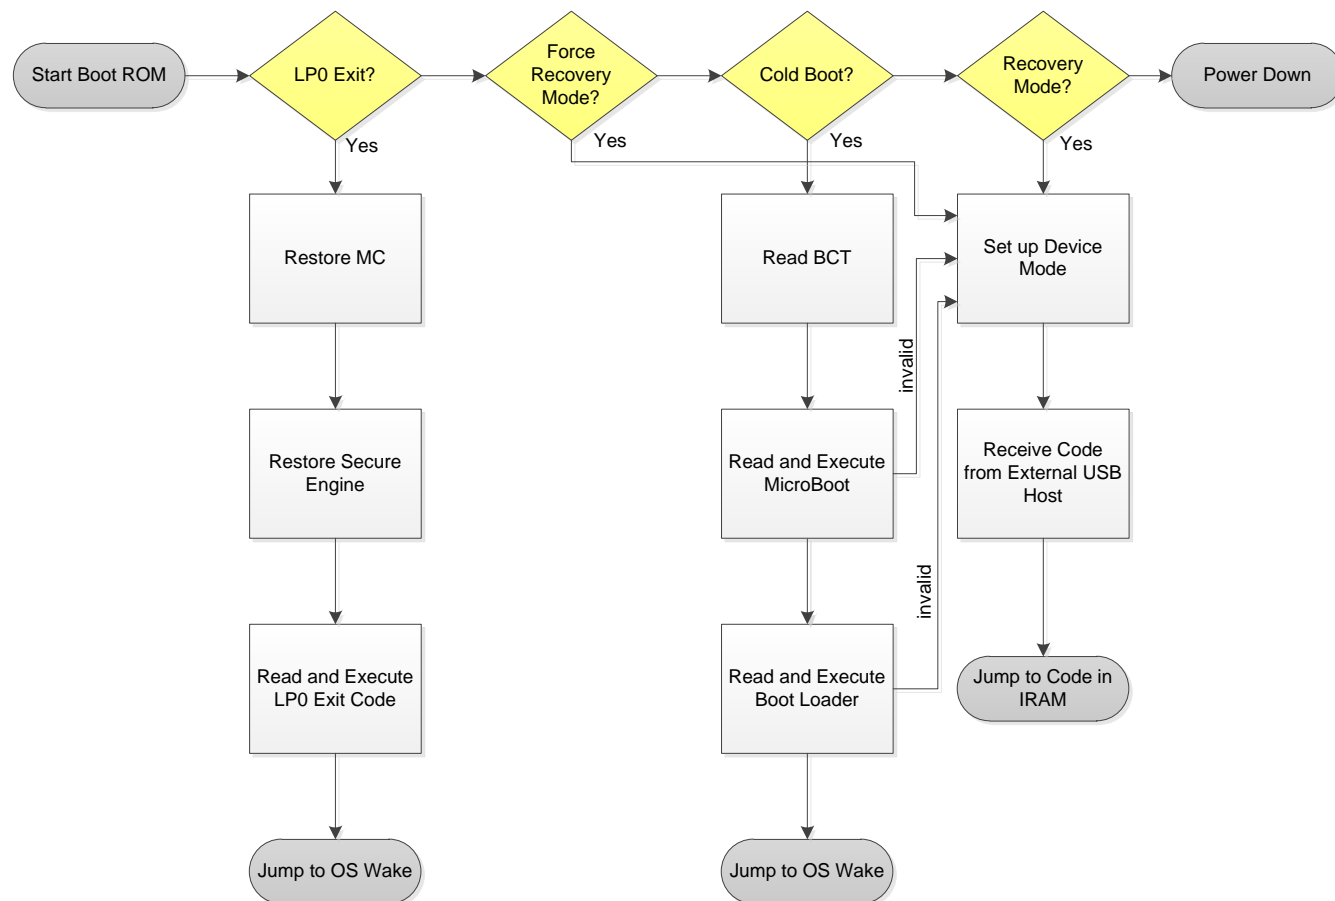 Start Boot ROM
LP0 Exit?
Force
Recovery
Mode?
Cold Boot?
Recovery
Mode?
Power Down
Yes
Yes
Yes
Yes
Restore MC
Read BCT
Set up Device
Mode
invalid
Restore Secure
Engine
Read and Execute
MicroBoot
Receive Code
from External USB
Host
invalid
Read and Execute
LP0 Exit Code
Read and Execute
Boot Loader
Jump to Code in
IRAM
Jump to OS Wake
Jump to OS Wake